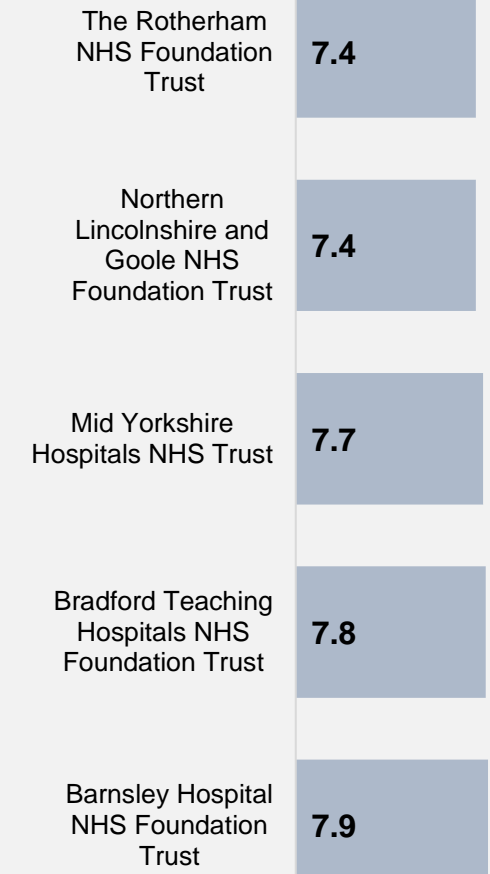 The Rotherham
NHS Foundation
Trust
7.4
Northern
Lincolnshire and
Goole NHS
Foundation Trust
7.4
Mid Yorkshire
Hospitals NHS Trust
7.7
Bradford Teaching
Hospitals NHS
Foundation Trust
7.8
Barnsley Hospital
NHS Foundation
Trust
7.9